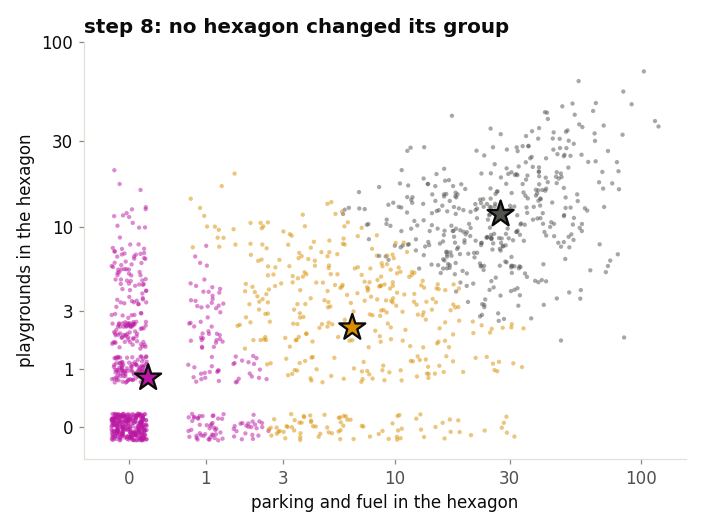 step 8: no hexagon changed its group
100
30
10
3
1
0
playgrounds in the hexagon
0 1 3 10 30 100
parking and fuel in the hexagon